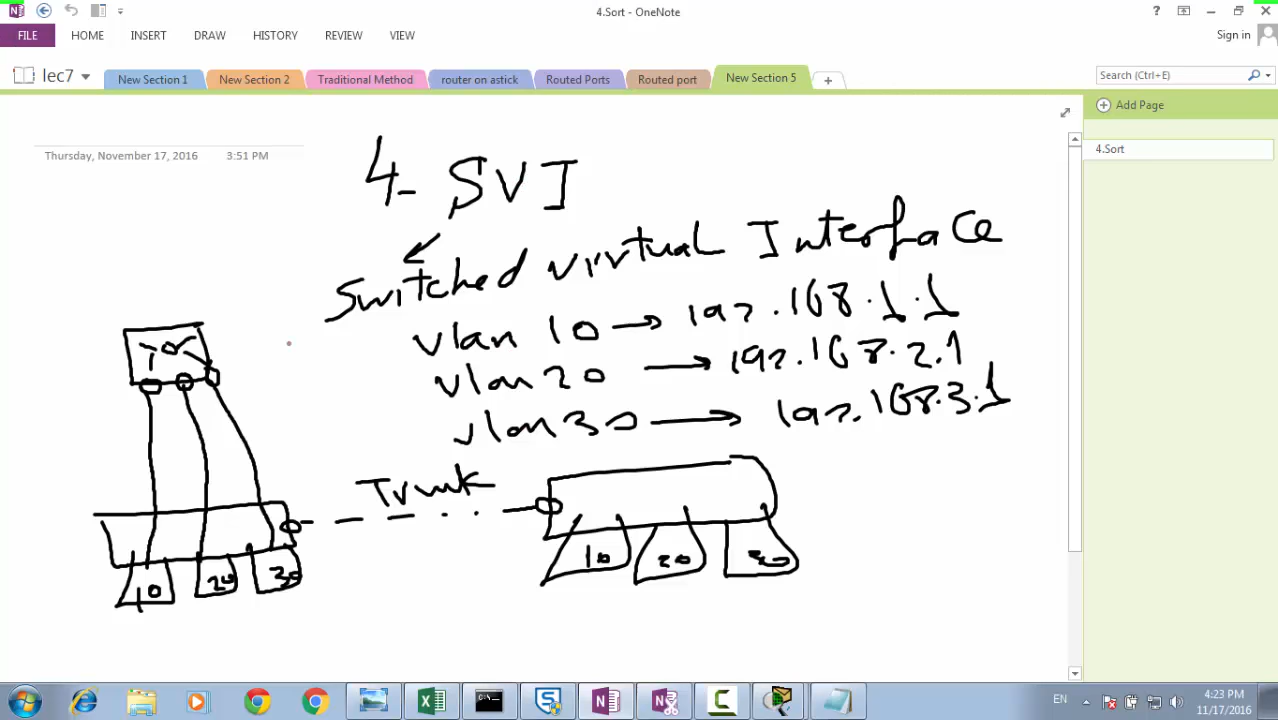 4.Sort - OneNote
FILE HOME INSERT DRAW HISTORY REVIEW VIEW
Sign in
lec7 New Section 1 New Section 2 Traditional Method router on astick Routed Ports Routed port New Section 5
Search (Ctrl+E)
Add Page
4.Sort
Thursday, November 17, 2016 3:51 PM
4- SVI
Switched virtual Interface
vlan 10 → 192.168.1.1
vlan 20 → 192.168.2.1
vlan 30 → 192.168.3.1
Trunk
10 20 30
10 20 30
EN
4:23 PM
11/17/2016